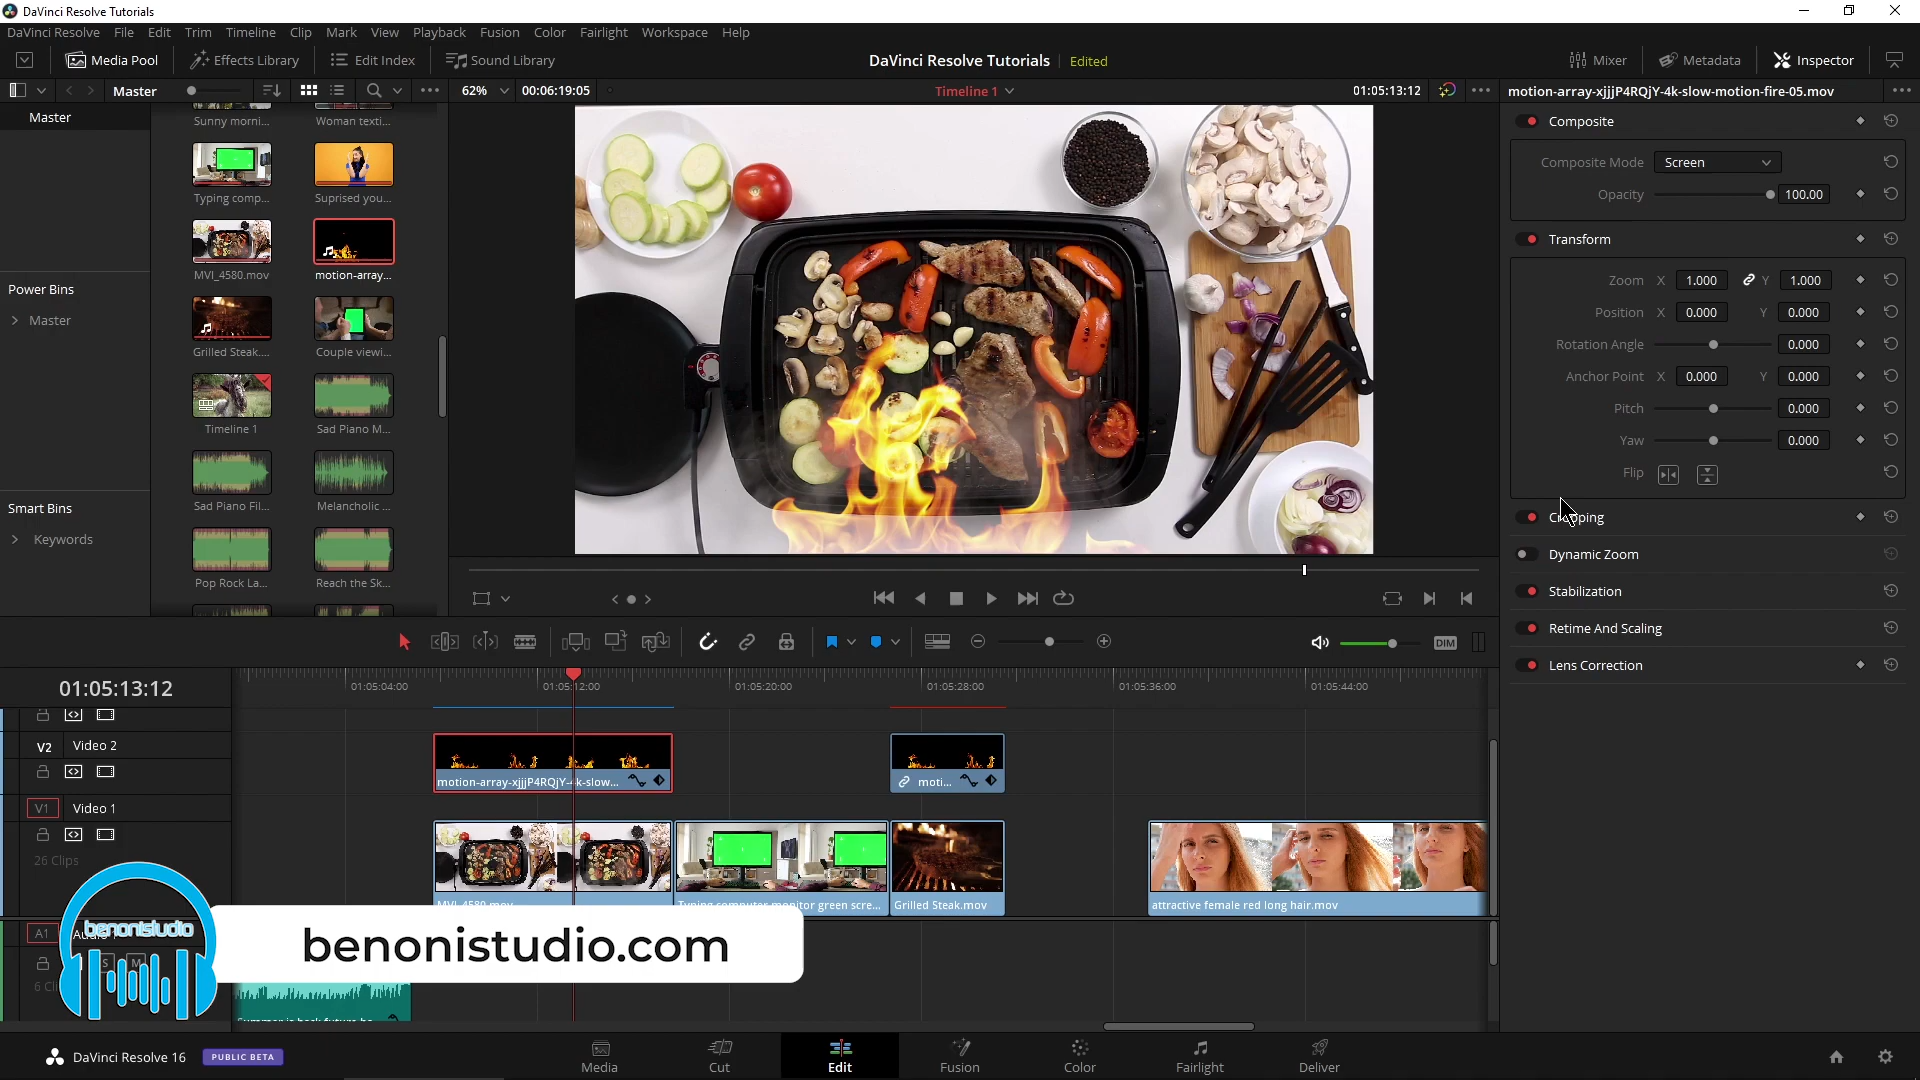 DaVinci Resolve Tutorials
DaVinci Resolve File Edit Trim Timeline Clip Mark View Playback Fusion Color Fairlight Workspace Help
Media Pool Effects Library Edit Index Sound Library DaVinci Resolve Tutorials Edited Mixer Metadata Inspector
Master 62% 00:06:19:05 Timeline 1 01:05:13:12 motion-array-xjjjP4RQjY-4k-slow-motion-fire-05.mov
Master
Sunny morni... Woman texti...
Typing comp... Suprised you...
MVI_4580.mov motion-array...
Grilled Steak.... Couple viewi...
Timeline 1 Sad Piano M...
Sad Piano Fil... Melancholic ...
Pop Rock La... Reach the Sk...
Power Bins
Master
Smart Bins
Keywords
Composite
Composite Mode Screen
Opacity 100.00
Transform
Zoom X 1.000 Y 1.000
Position X 0.000 Y 0.000
Rotation Angle 0.000
Anchor Point X 0.000 Y 0.000
Pitch 0.000
Yaw 0.000
Flip
Dynamic Zoom
Stabilization
Retime And Scaling
Lens Correction
DIM
01:05:13:12
01:05:04:00 01:05:12:00 01:05:20:00 01:05:28:00 01:05:36:00 01:05:44:00
V2 Video 2
motion-array-xjjjP4RQjY-4k-slow... moti...
V1 Video 1
26 Clips
MVI_4580.mov Typing computer monitor green scre... Grilled Steak.mov attractive female red long hair.mov
A1
S M
benonistudio
benonistudio.com
DaVinci Resolve 16 PUBLIC BETA
Media Cut Edit Fusion Color Fairlight Deliver